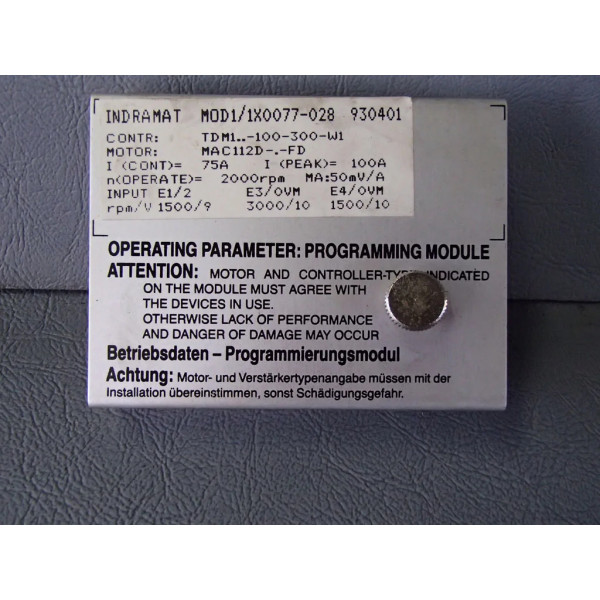 INDRAMAT MOD1/1X0077-028 930401
CONTR: TDM1..-100-300-W1
MOTOR: MAC112D-.-FD
I (CONT)= 75A I (PEAK)= 100A
n(OPERATE)= 2000rpm MA:50mV/A
INPUT E1/2 E3/0VM E4/0VM
rpm/V 1500/9 3000/10 1500/10
OPERATING PARAMETER: PROGRAMMING MODULE
ATTENTION: MOTOR AND CONTROLLER-TYPE INDICATED
ON THE MODULE MUST AGREE WITH
THE DEVICES IN USE.
OTHERWISE LACK OF PERFORMANCE
AND DANGER OF DAMAGE MAY OCCUR
Betriebsdaten – Programmierungsmodul
Achtung: Motor- und Verstärkertypenangabe müssen mit der
Installation übereinstimmen, sonst Schädigungsgefahr.